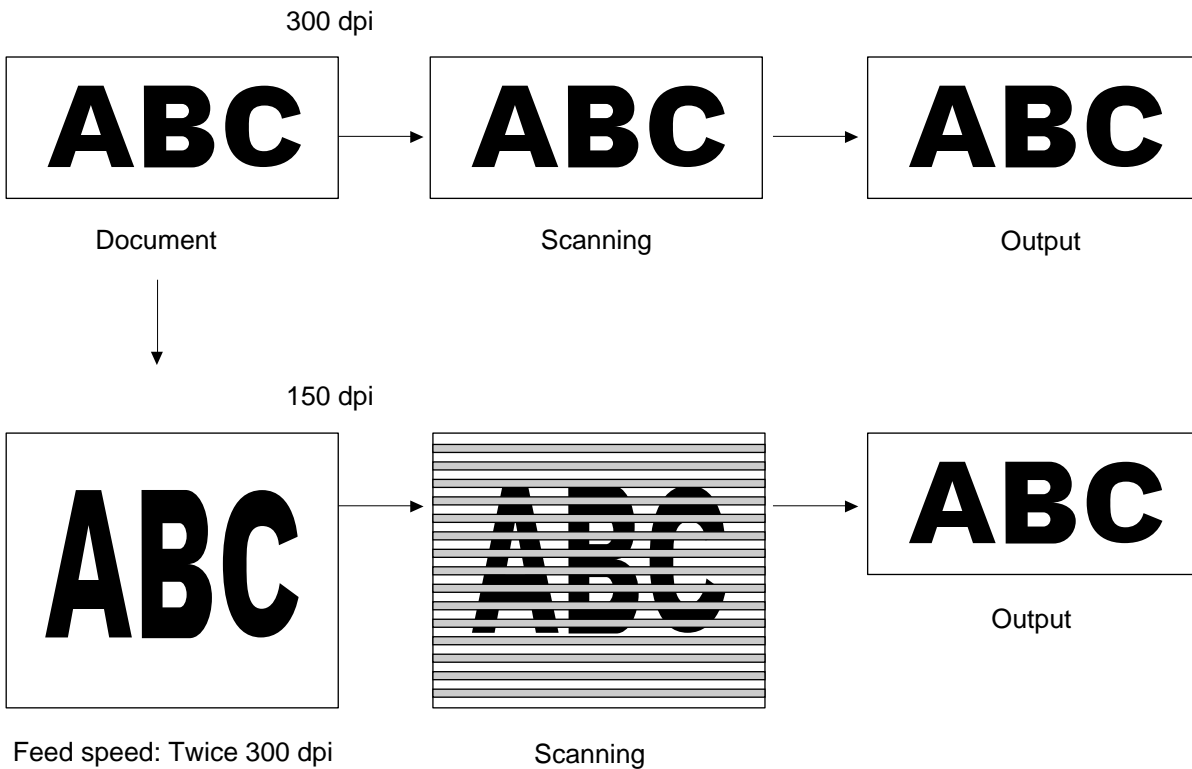 300 dpi
ABC ABC ABC
Document Scanning Output
150 dpi
ABC ABC ABC
Output
Feed speed: Twice 300 dpi Scanning